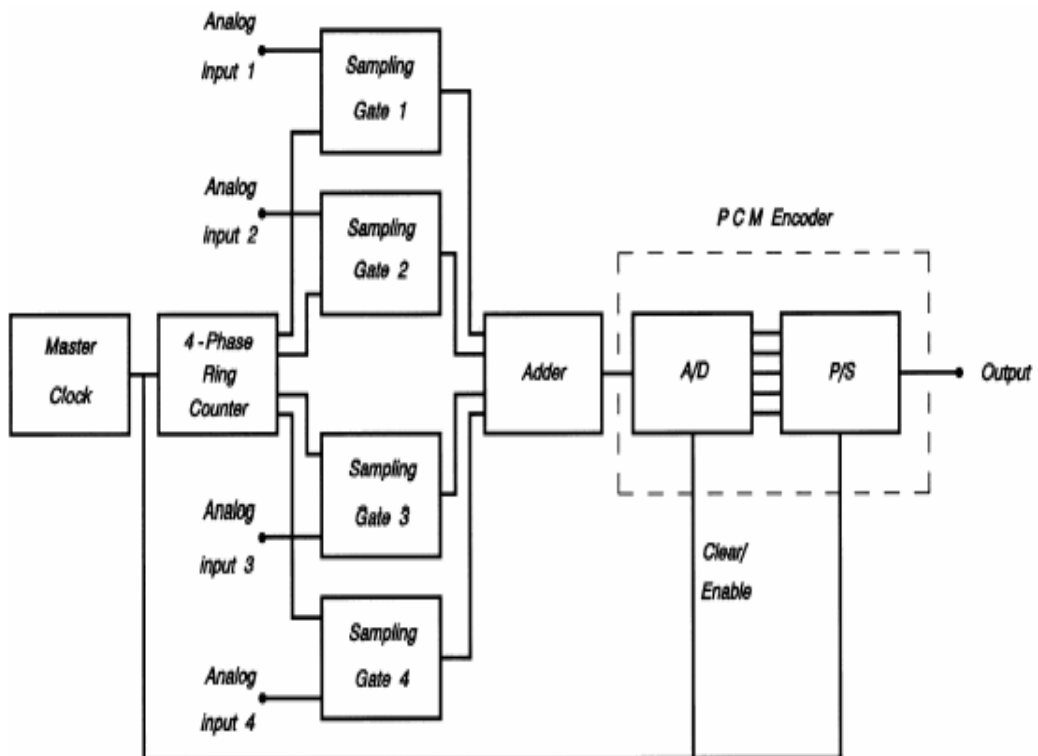 Analog
input 1
Sampling
Gate 1
Analog
input 2
Sampling
Gate 2
P C M Encoder
Master
Clock
4 - Phase
Ring
Counter
Adder
A/D
P/S
Output
Sampling
Gate 3
Analog
input 3
Clear/
Enable
Sampling
Gate 4
Analog
input 4